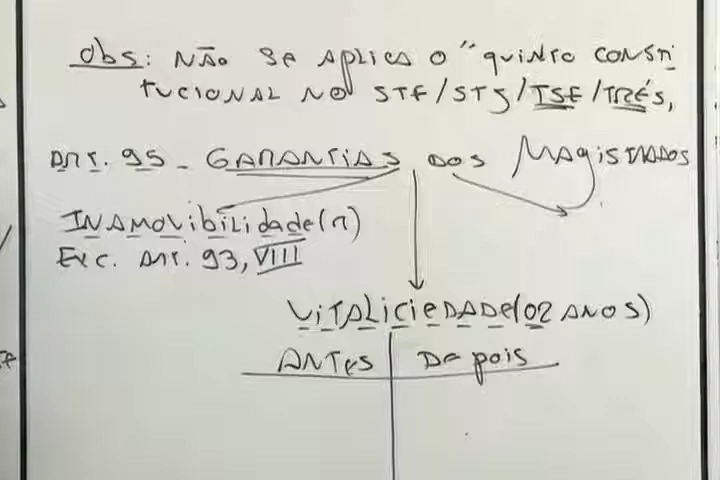 obs: NÃO se APLICA O "quinto CONSTI
TUCIONAL NO STF/STJ/TSE/TREs,
Art. 95 - GARANTIAS DOS MAGISTRADOS
INAMOVIBILIDADE (r)
Exc. Art. 93, VIII
VITALICIEDADE (02 ANOS)
ANTES Depois